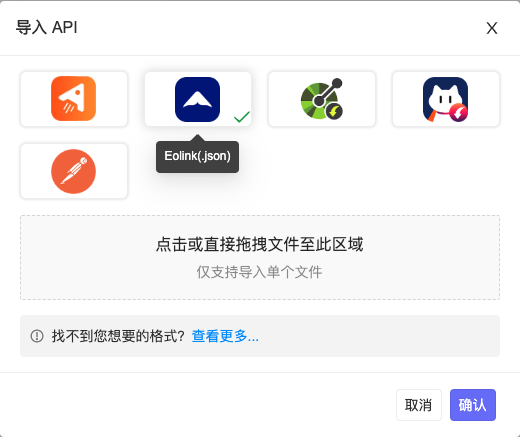 导入 API
Eolink(.json)
点击或直接拖拽文件至此区域
仅支持导入单个文件
找不到您想要的格式？查看更多...
取消
确认